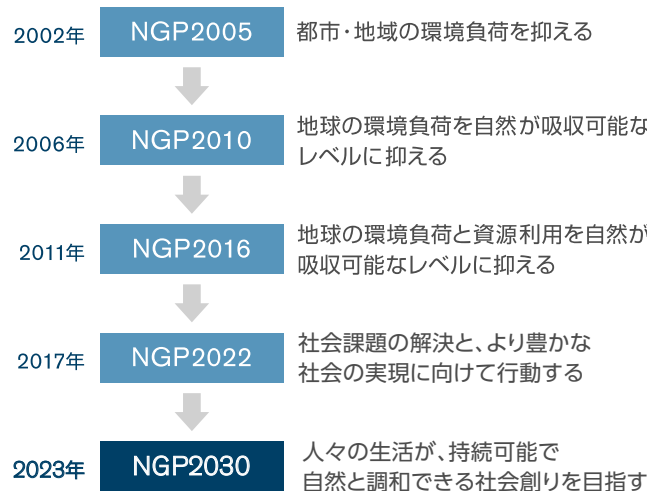 2002年 NGP2005 都市・地域の環境負荷を抑える
2006年 NGP2010 地球の環境負荷を自然が吸収可能な
レベルに抑える
2011年 NGP2016 地球の環境負荷と資源利用を自然が
吸収可能なレベルに抑える
2017年 NGP2022 社会課題の解決と、より豊かな
社会の実現に向けて行動する
2023年 NGP2030 人々の生活が、持続可能で
自然と調和できる社会創りを目指す